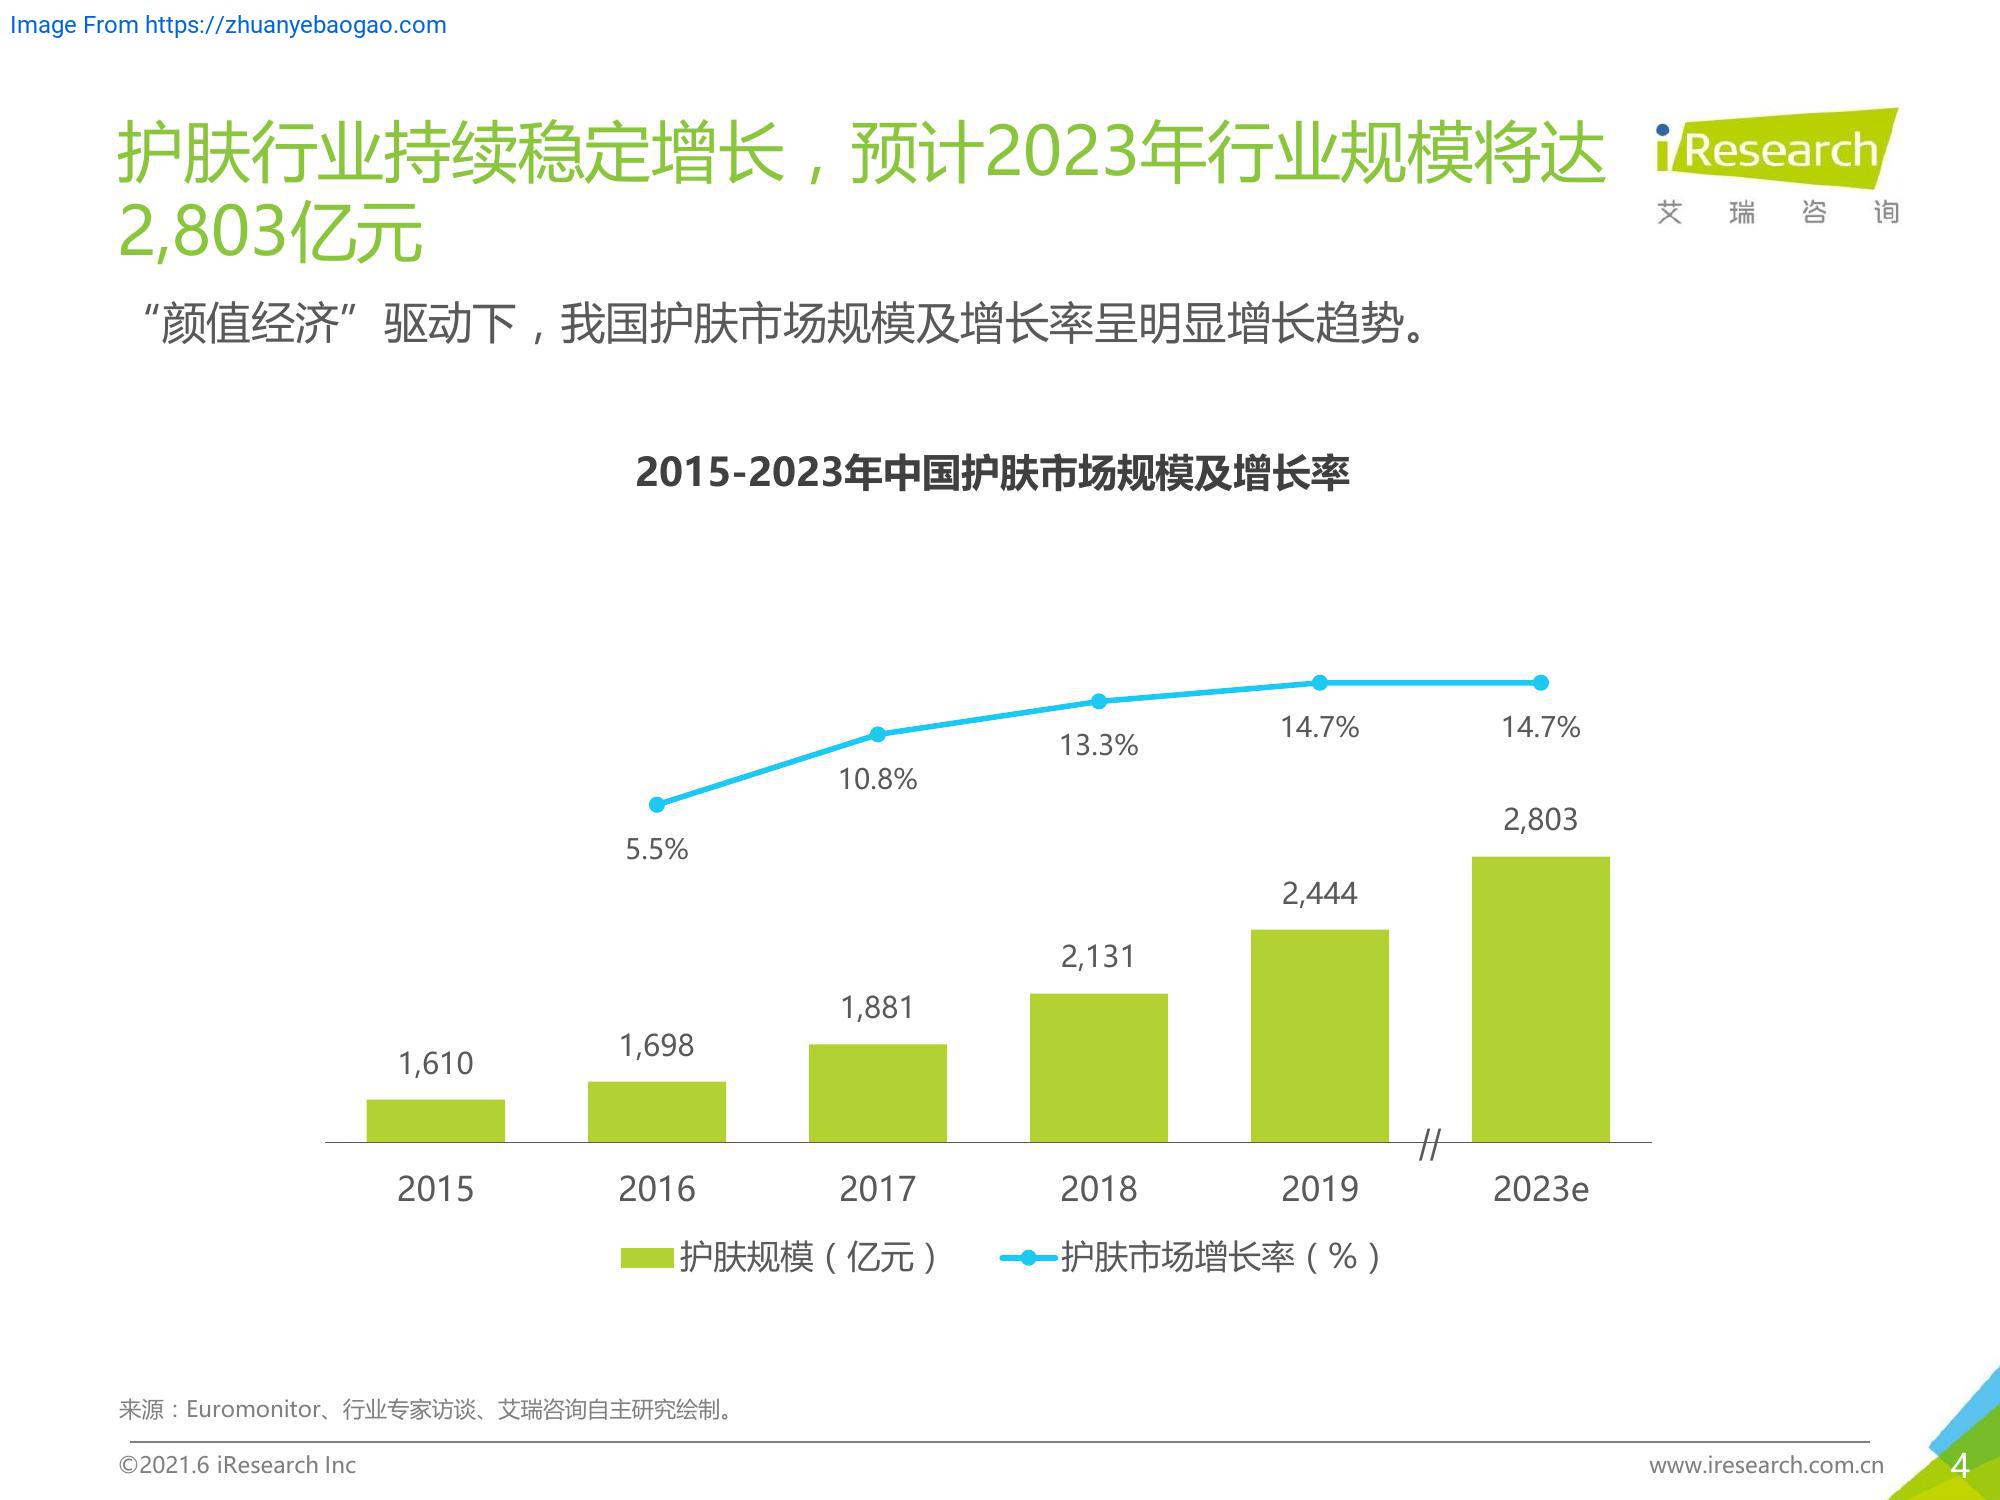 Image From https://zhuanyebaogao.com
护肤行业持续稳定增长，预计2023年行业规模将达
2,803亿元
iResearch
艾瑞咨询
“颜值经济”驱动下，我国护肤市场规模及增长率呈明显增长趋势。
2015-2023年中国护肤市场规模及增长率
5.5%
10.8%
13.3%
14.7%
14.7%
1,610
1,698
1,881
2,131
2,444
2,803
2015
2016
2017
2018
2019
//
2023e
护肤规模（亿元）
护肤市场增长率（%）
来源：Euromonitor、行业专家访谈、艾瑞咨询自主研究绘制。
©2021.6 iResearch Inc
www.iresearch.com.cn
4